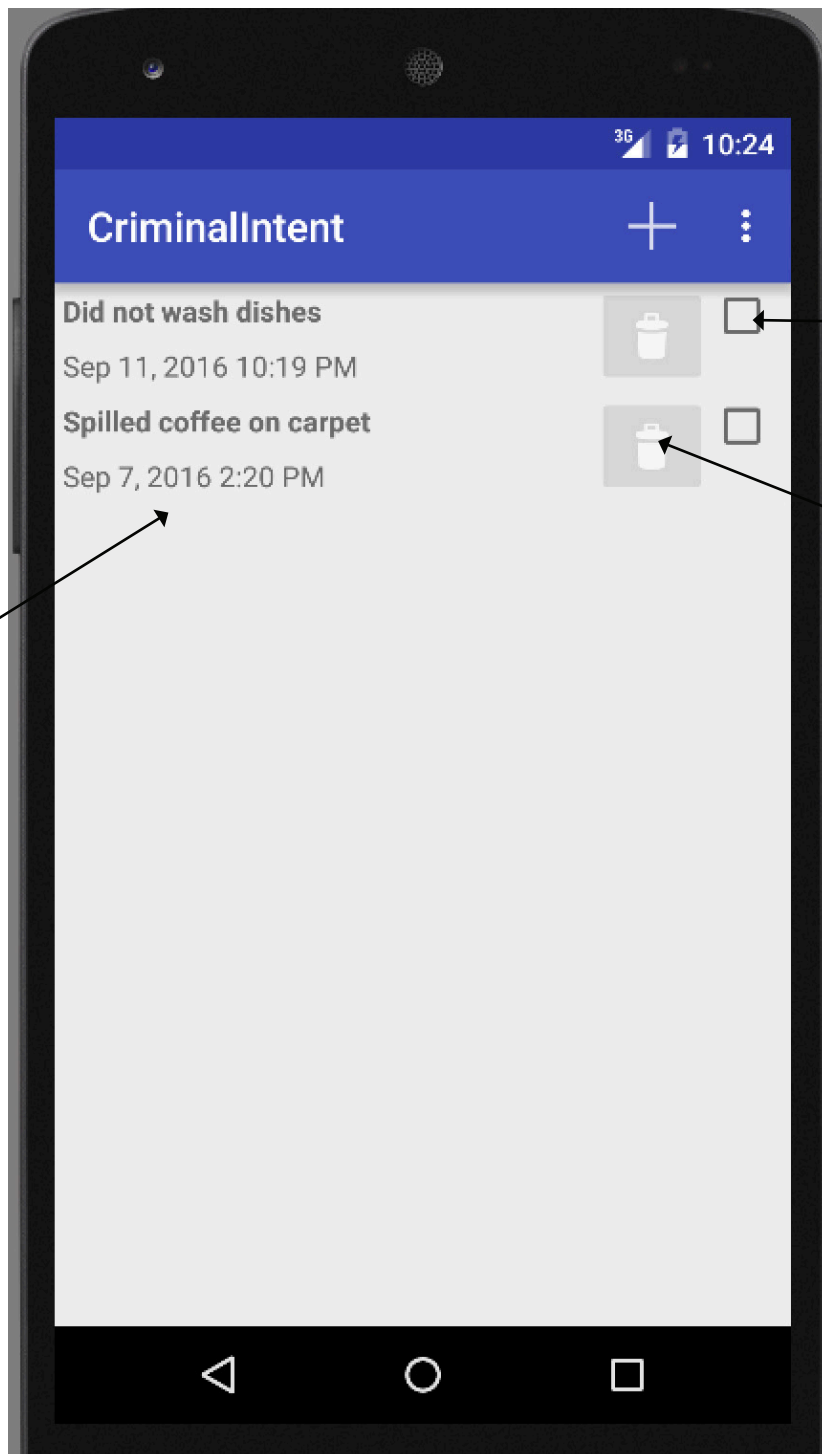 3G 10:24
CriminalIntent
Did not wash dishes
Sep 11, 2016 10:19 PM
Spilled coffee on carpet
Sep 7, 2016 2:20 PM